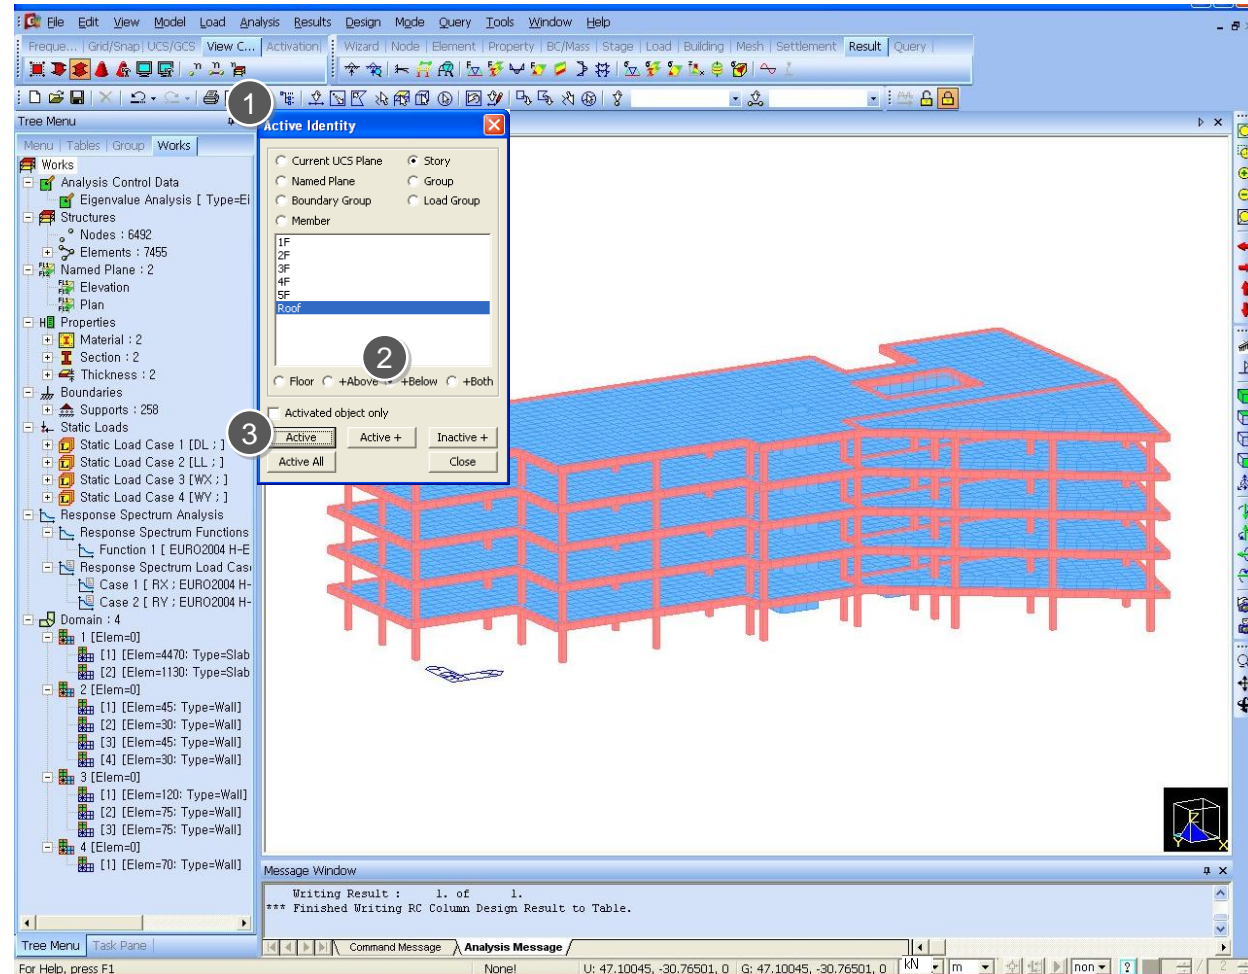 File Edit View Model Load Analysis Results Design Mode Query Tools Window Help
Freque... Grid/Snap UCS/GCS View C... Activation Wizard Node Element Property BC/Mass Stage Load Building Mesh Settlement Result Query
1
Tree Menu
Menu Tables Group Works
Works
Analysis Control Data
Eigenvalue Analysis [ Type=Ei
Structures
Nodes : 6492
Elements : 7455
Named Plane : 2
Elevation
Plan
Properties
Material : 2
Section : 2
Thickness : 2
Boundaries
Supports : 258
Static Loads
Static Load Case 1 [DL ; ]
Static Load Case 2 [LL ; ]
Static Load Case 3 [WX ; ]
Static Load Case 4 [WY ; ]
Response Spectrum Analysis
Response Spectrum Functions
Function 1 [ EURO2004 H-E
Response Spectrum Load Case
Case 1 [ RX ; EURO2004 H-
Case 2 [ RY ; EURO2004 H-
Domain : 4
1 [Elem=0]
[1] [Elem=4470: Type=Slab
[2] [Elem=1130: Type=Slab
2 [Elem=0]
[1] [Elem=45: Type=Wall]
[2] [Elem=30: Type=Wall]
[3] [Elem=45: Type=Wall]
[4] [Elem=30: Type=Wall]
3 [Elem=0]
[1] [Elem=120: Type=Wall]
[2] [Elem=75: Type=Wall]
[3] [Elem=75: Type=Wall]
4 [Elem=0]
[1] [Elem=70: Type=Wall]
Tree Menu Task Pane
Active Identity
Current UCS Plane Story
Named Plane Group
Boundary Group Load Group
Member
1F
2F
3F
4F
5F
Roof
2
Floor +Above +Below +Both
Activated object only
3
Active Active + Inactive +
Active All Close
Z
Y X
Message Window
Writing Result : 1. of 1.
*** Finished Writing RC Column Design Result to Table.
Command Message Analysis Message
For Help, press F1 None! U: 47.10045, -30.76501, 0 G: 47.10045, -30.76501, 0 kN m non ? / 2